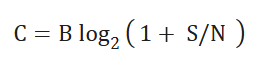 C = B log₂ ( 1 + S/N )